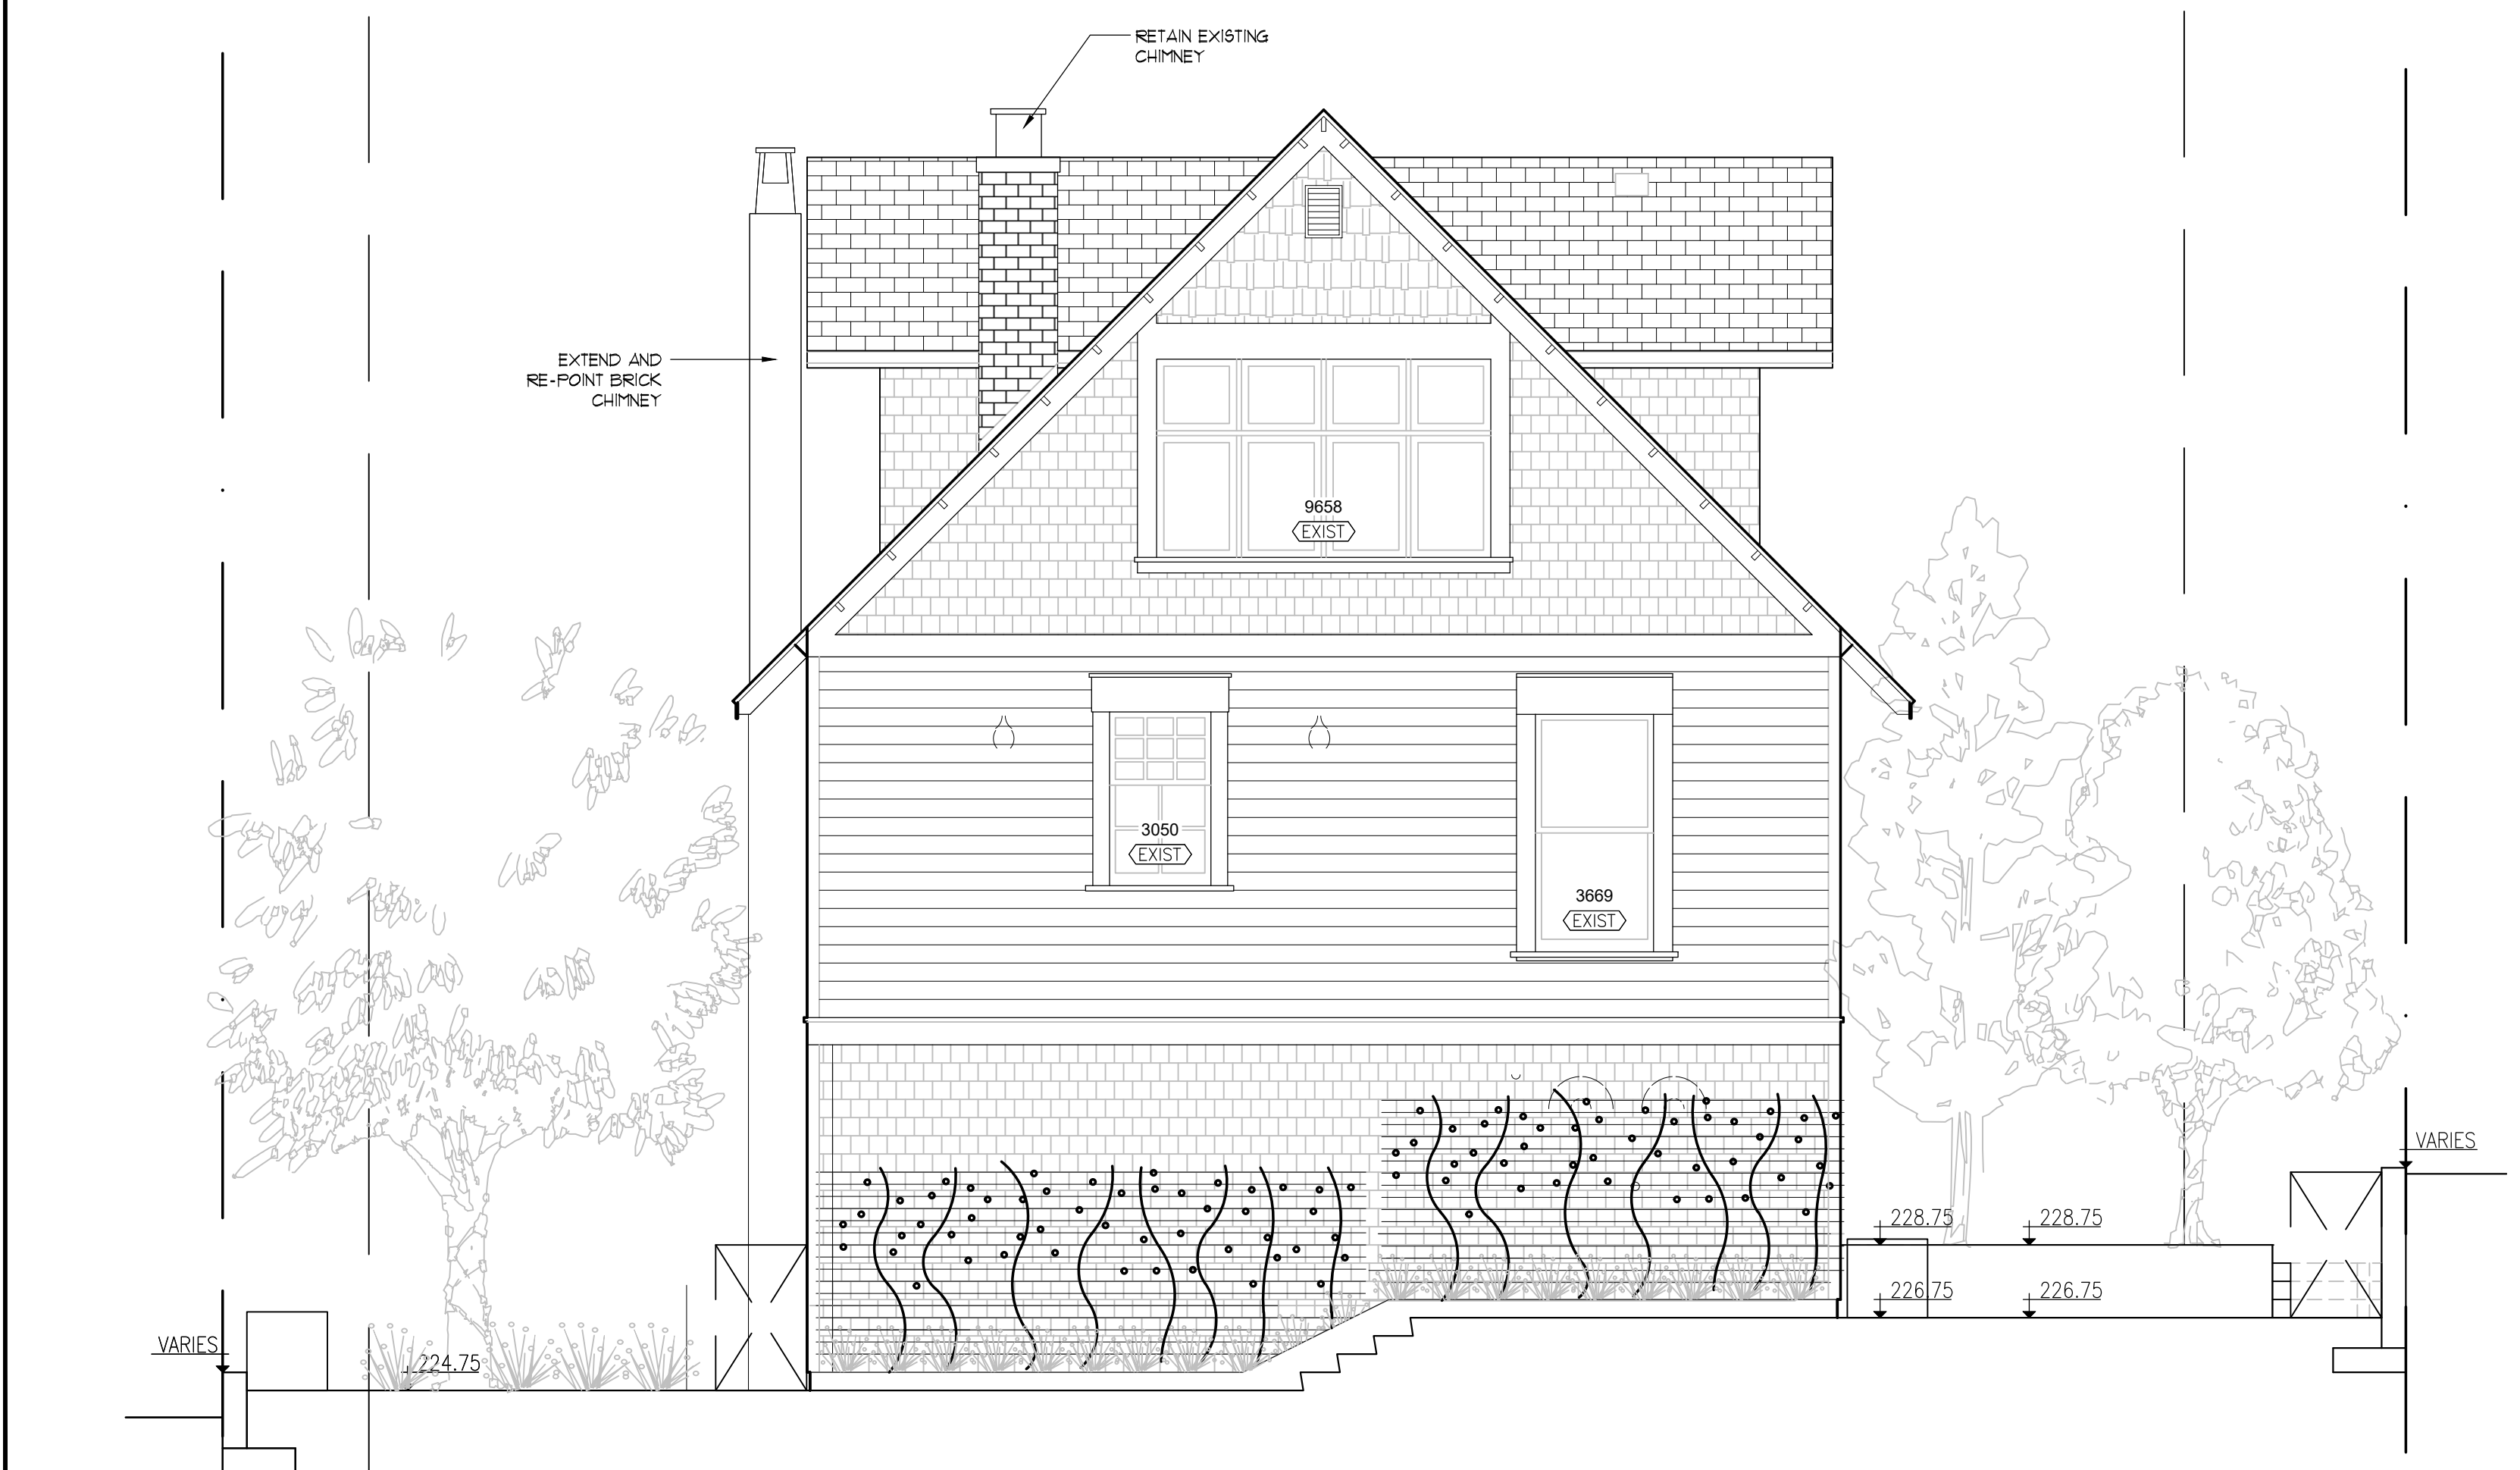 RETAIN EXISTING
CHIMNEY
EXTEND AND
RE-POINT BRICK
CHIMNEY
9658
EXIST
3050
EXIST
3669
EXIST
VARIES
228.75
228.75
226.75
226.75
VARIES
224.75